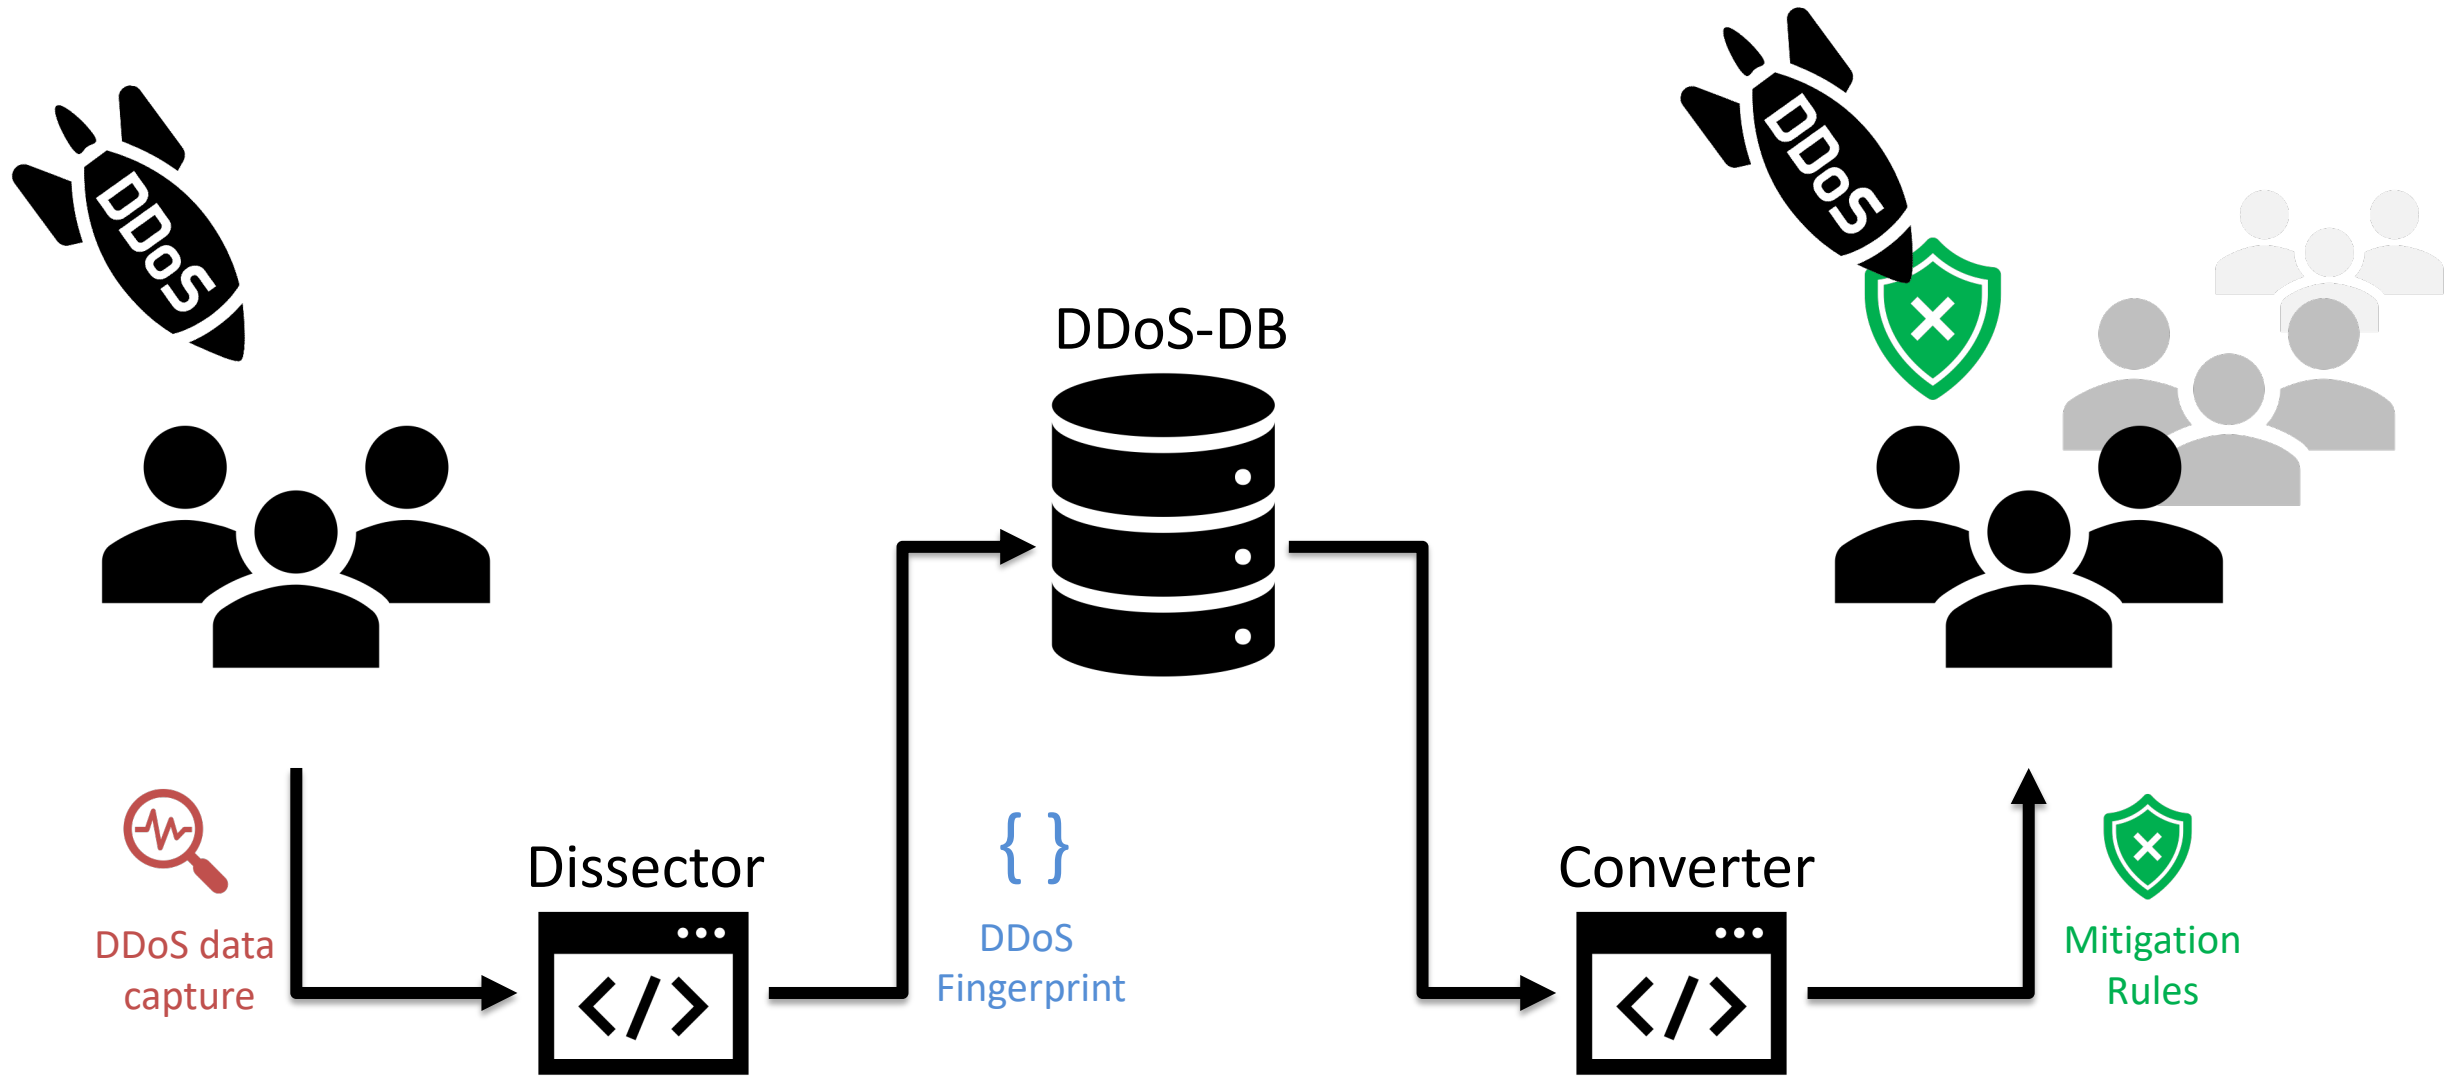 DDoS
DDoS
DDoS-DB
Dissector
</>
{ }
DDoS data
capture
DDoS
Fingerprint
Converter
</>
Mitigation
Rules